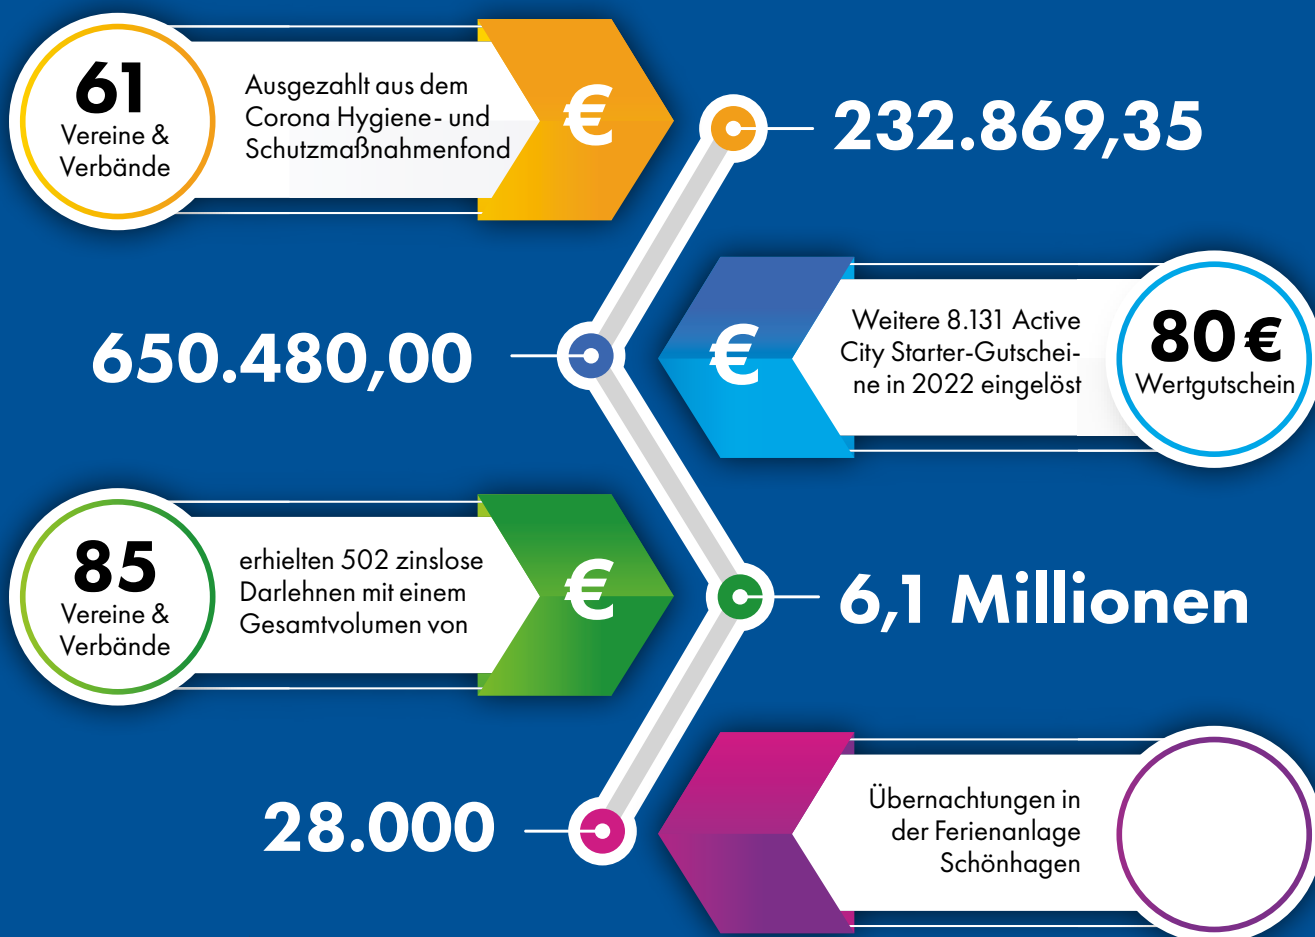 61
Vereine &
Verbände
Ausgezahlt aus dem
Corona Hygiene- und
Schutzmaßnahmenfond
€
232.869,35
650.480,00
€
Weitere 8.131 Active
City Starter-Gutschei-
ne in 2022 eingelöst
80 €
Wertgutschein
85
Vereine &
Verbände
erhielten 502 zinslose
Darlehnen mit einem
Gesamtvolumen von
€
6,1 Millionen
28.000
Übernachtungen in
der Ferienanlage
Schönhagen